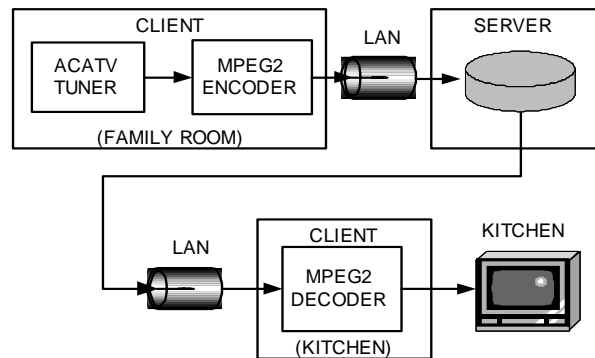 CLIENT
LAN
SERVER
ACATV
TUNER
MPEG2
ENCODER
(FAMILY ROOM)
LAN
CLIENT
KITCHEN
MPEG2
DECODER
(KITCHEN)